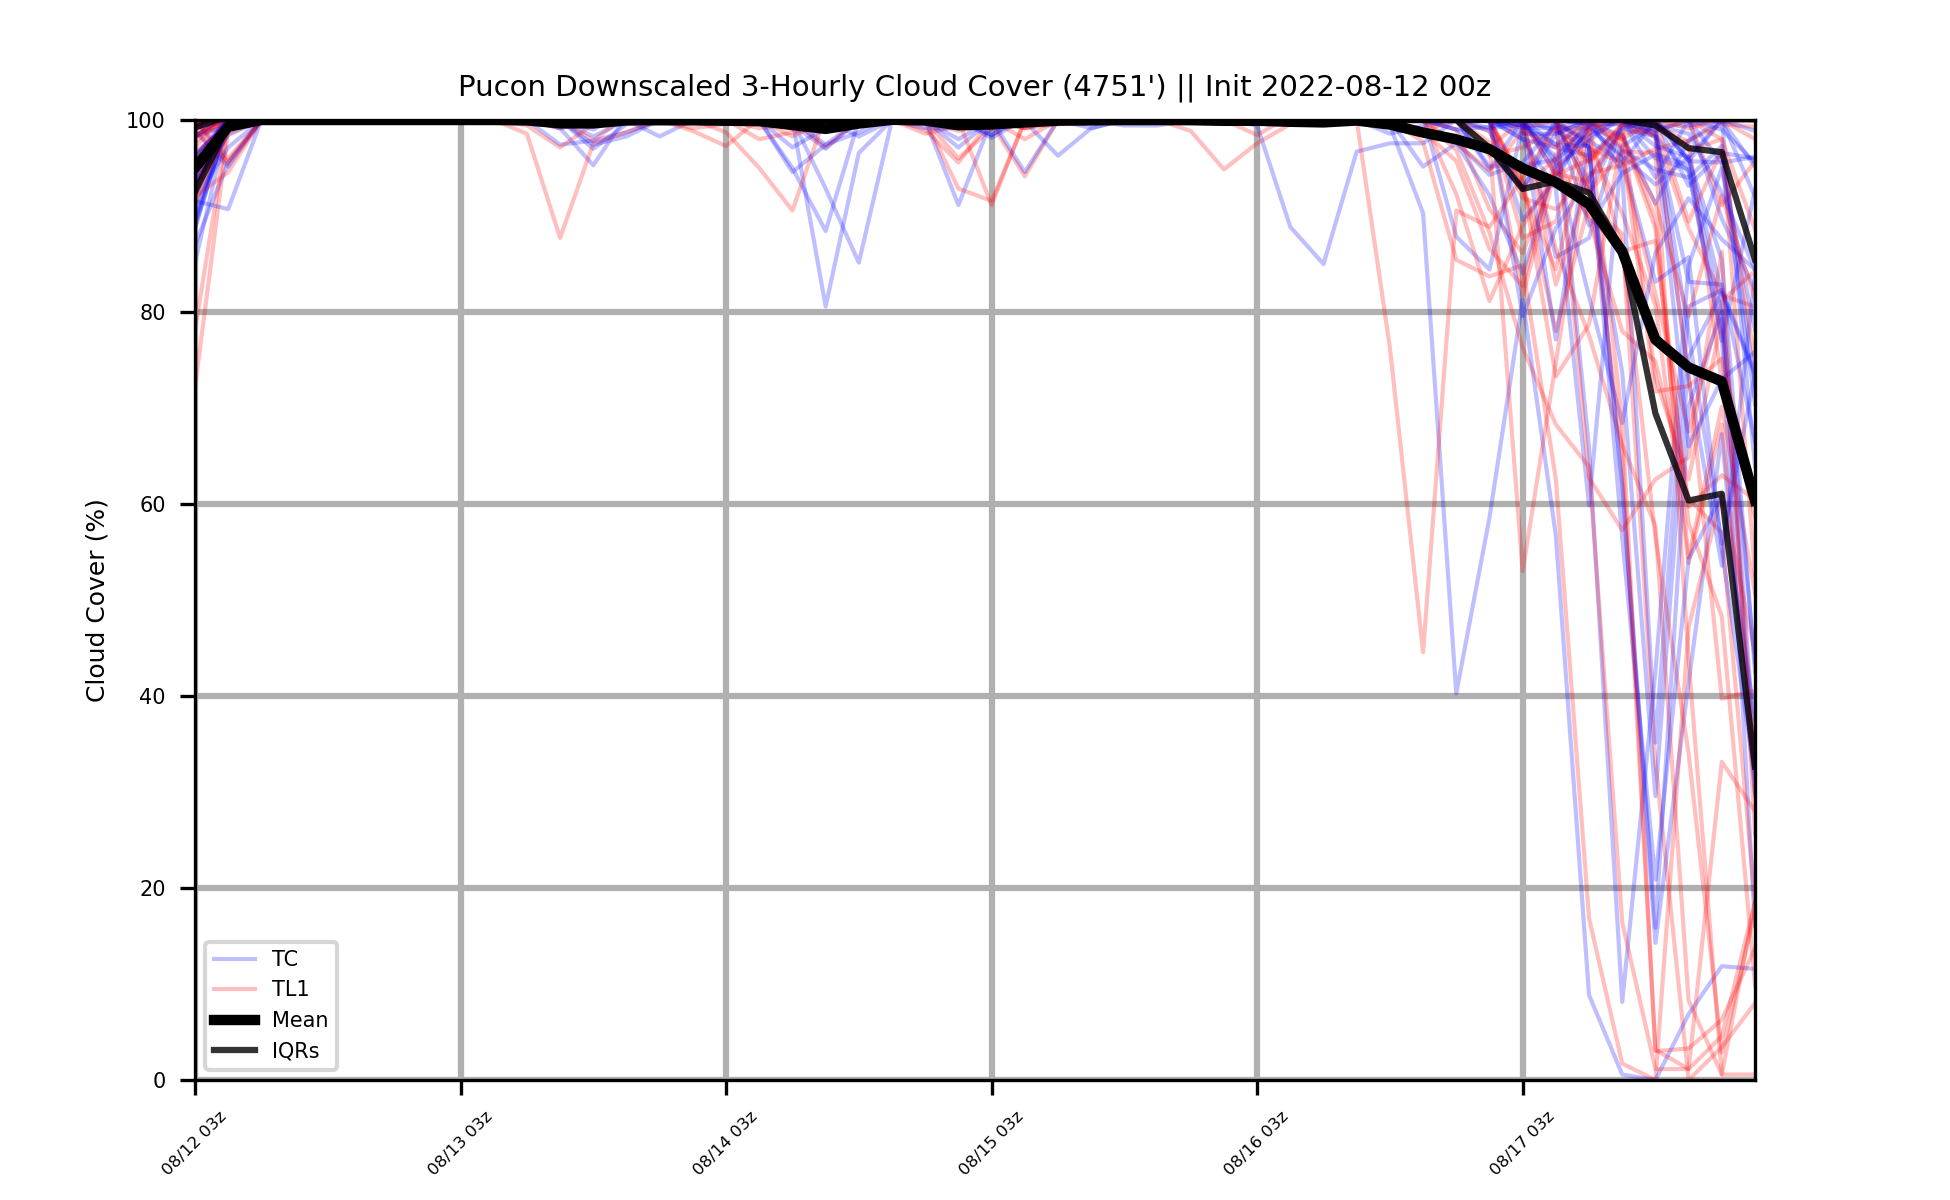 Pucon Downscaled 3-Hourly Cloud Cover (4751') || Init 2022-08-12 00z
Cloud Cover (%)
100
80
60
40
20
0
TC
TL1
Mean
IQRs
08/12 03z
08/13 03z
08/14 03z
08/15 03z
08/16 03z
08/17 03z